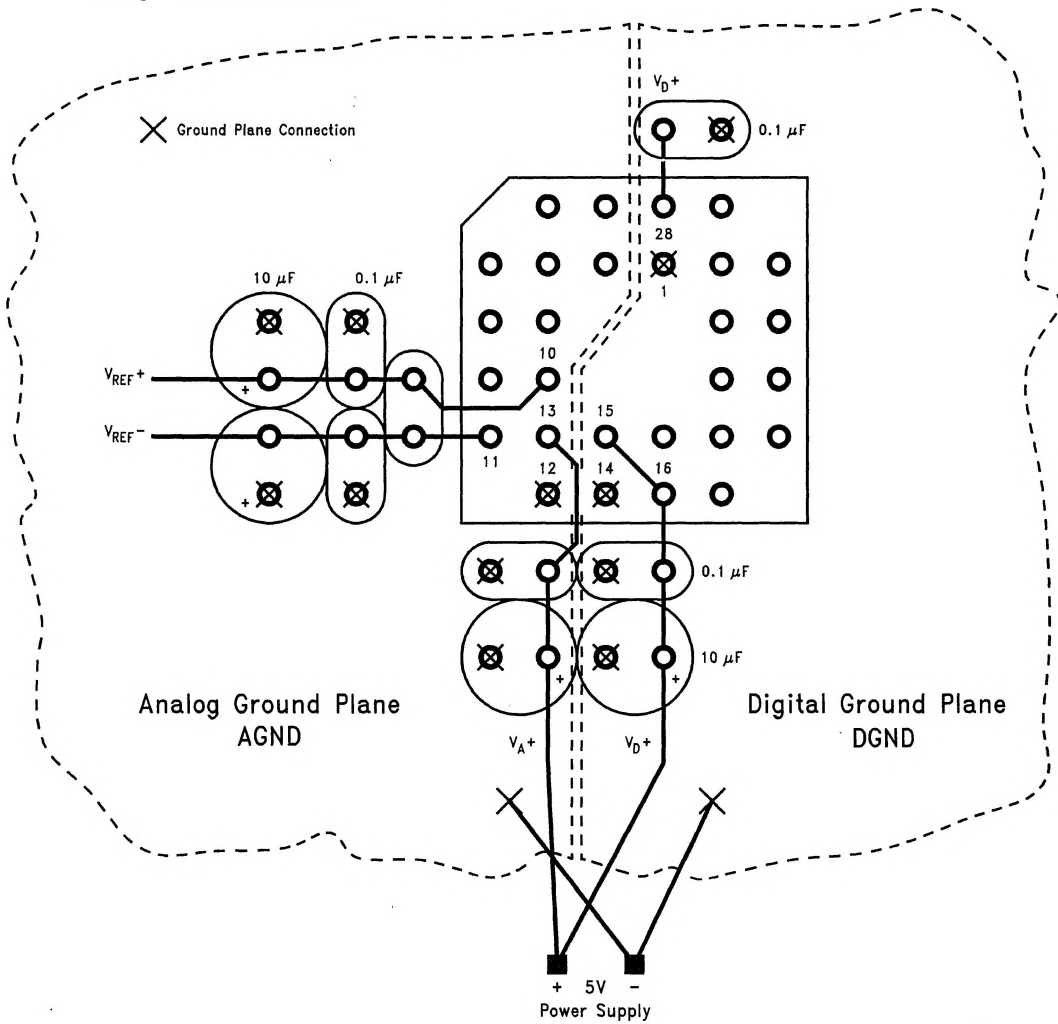 V_D+
Ground Plane Connection
0.1 μF
28
1
10 μF
0.1 μF
V_REF+
+
10
V_REF-
+
11
13
15
12
14
16
0.1 μF
10 μF
+
+
Analog Ground Plane
AGND
Digital Ground Plane
DGND
V_A+
V_D+
+ 5V -
Power Supply